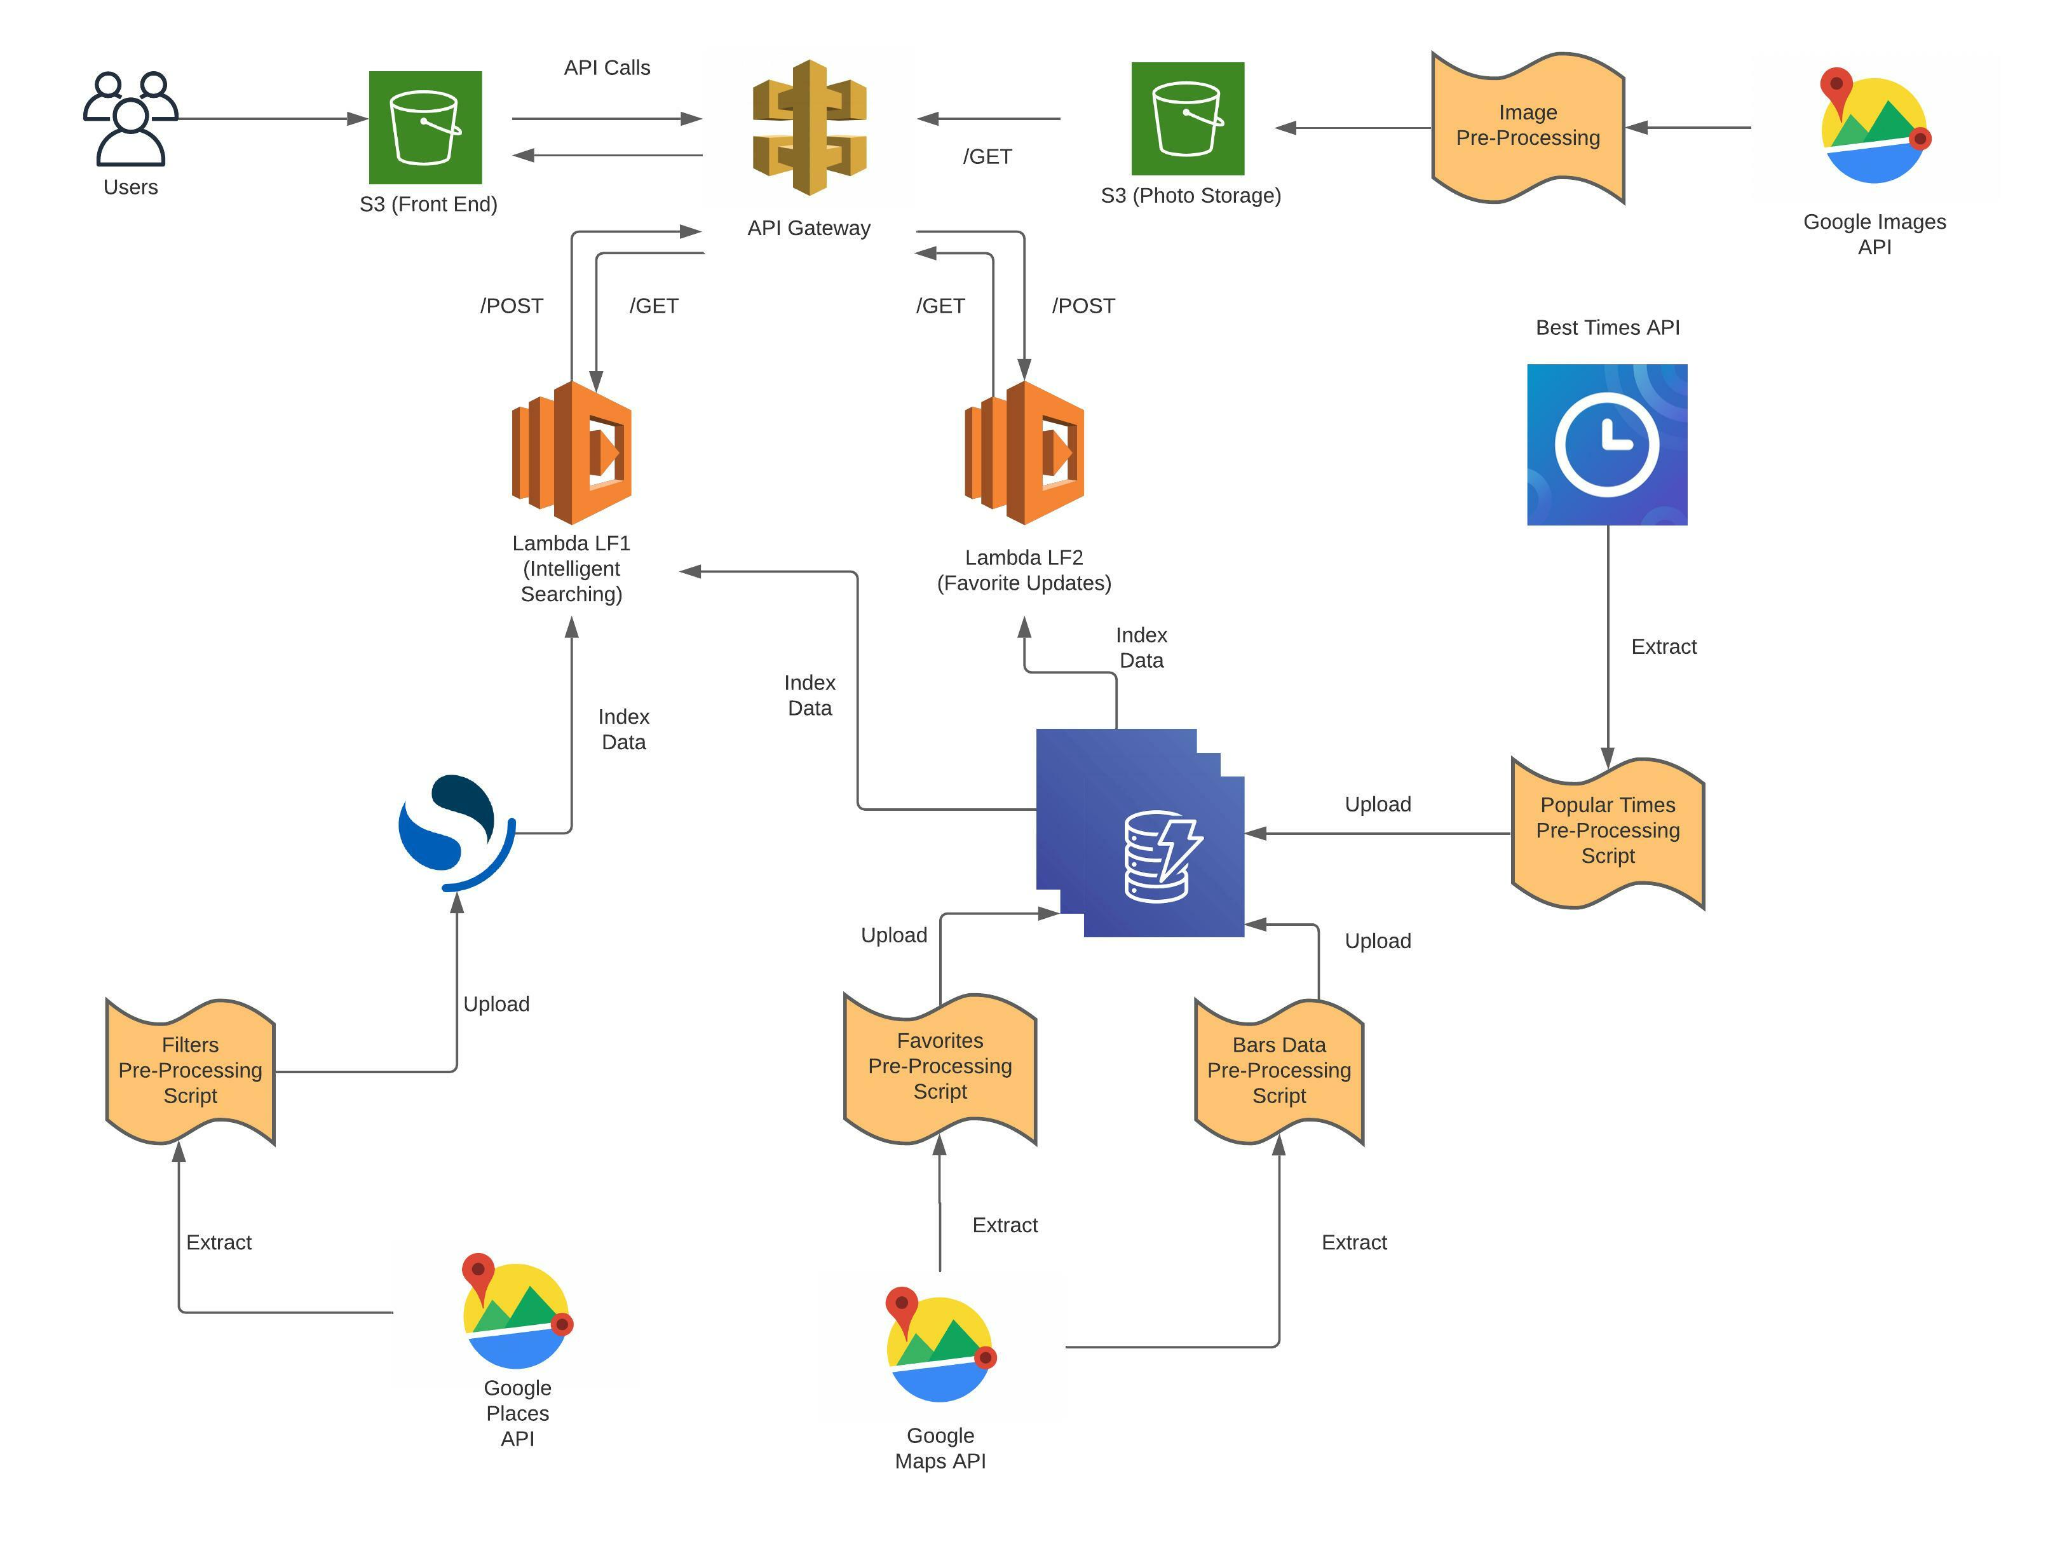 API Calls
Users
S3 (Front End)
API Gateway
/GET
S3 (Photo Storage)
Image
Pre-Processing
Google Images
API
/POST
/GET
/GET
/POST
Best Times API
Lambda LF1
(Intelligent
Searching)
Lambda LF2
(Favorite Updates)
Index
Data
Extract
Index
Data
Index
Data
Upload
Popular Times
Pre-Processing
Script
Upload
Upload
Upload
Filters
Pre-Processing
Script
Favorites
Pre-Processing
Script
Bars Data
Pre-Processing
Script
Extract
Extract
Extract
Google
Places
API
Google
Maps API